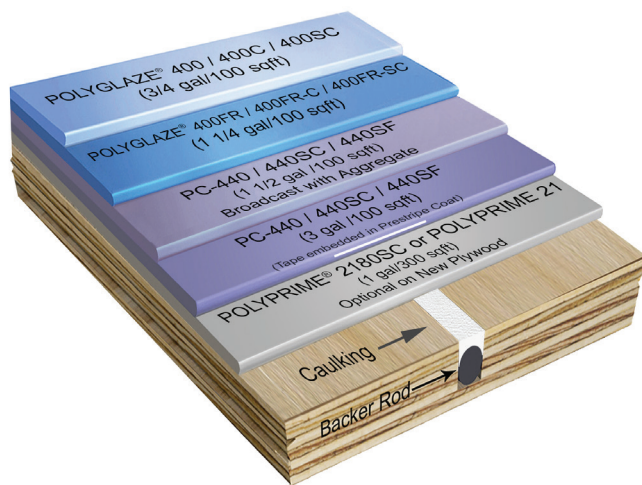 POLYGLAZE® 400 / 400C / 400SC
(3/4 gal/100 sqft)
POLYGLAZE® 400FR / 400FR-C / 400FR-SC
(1 1/4 gal/100 sqft)
PC-440 / 440SC / 440SF
(1 1/2 gal /100 sqft)
Broadcast with Aggregate
PC-440 / 440SC / 440SF
(3 gal /100 sqft)
(Tape embedded in Prestripe Coat)
POLYPRIME® 2180SC or POLYPRIME 21
(1 gal/300 sqft)
Optional on New Plywood
Caulking
Backer Rod